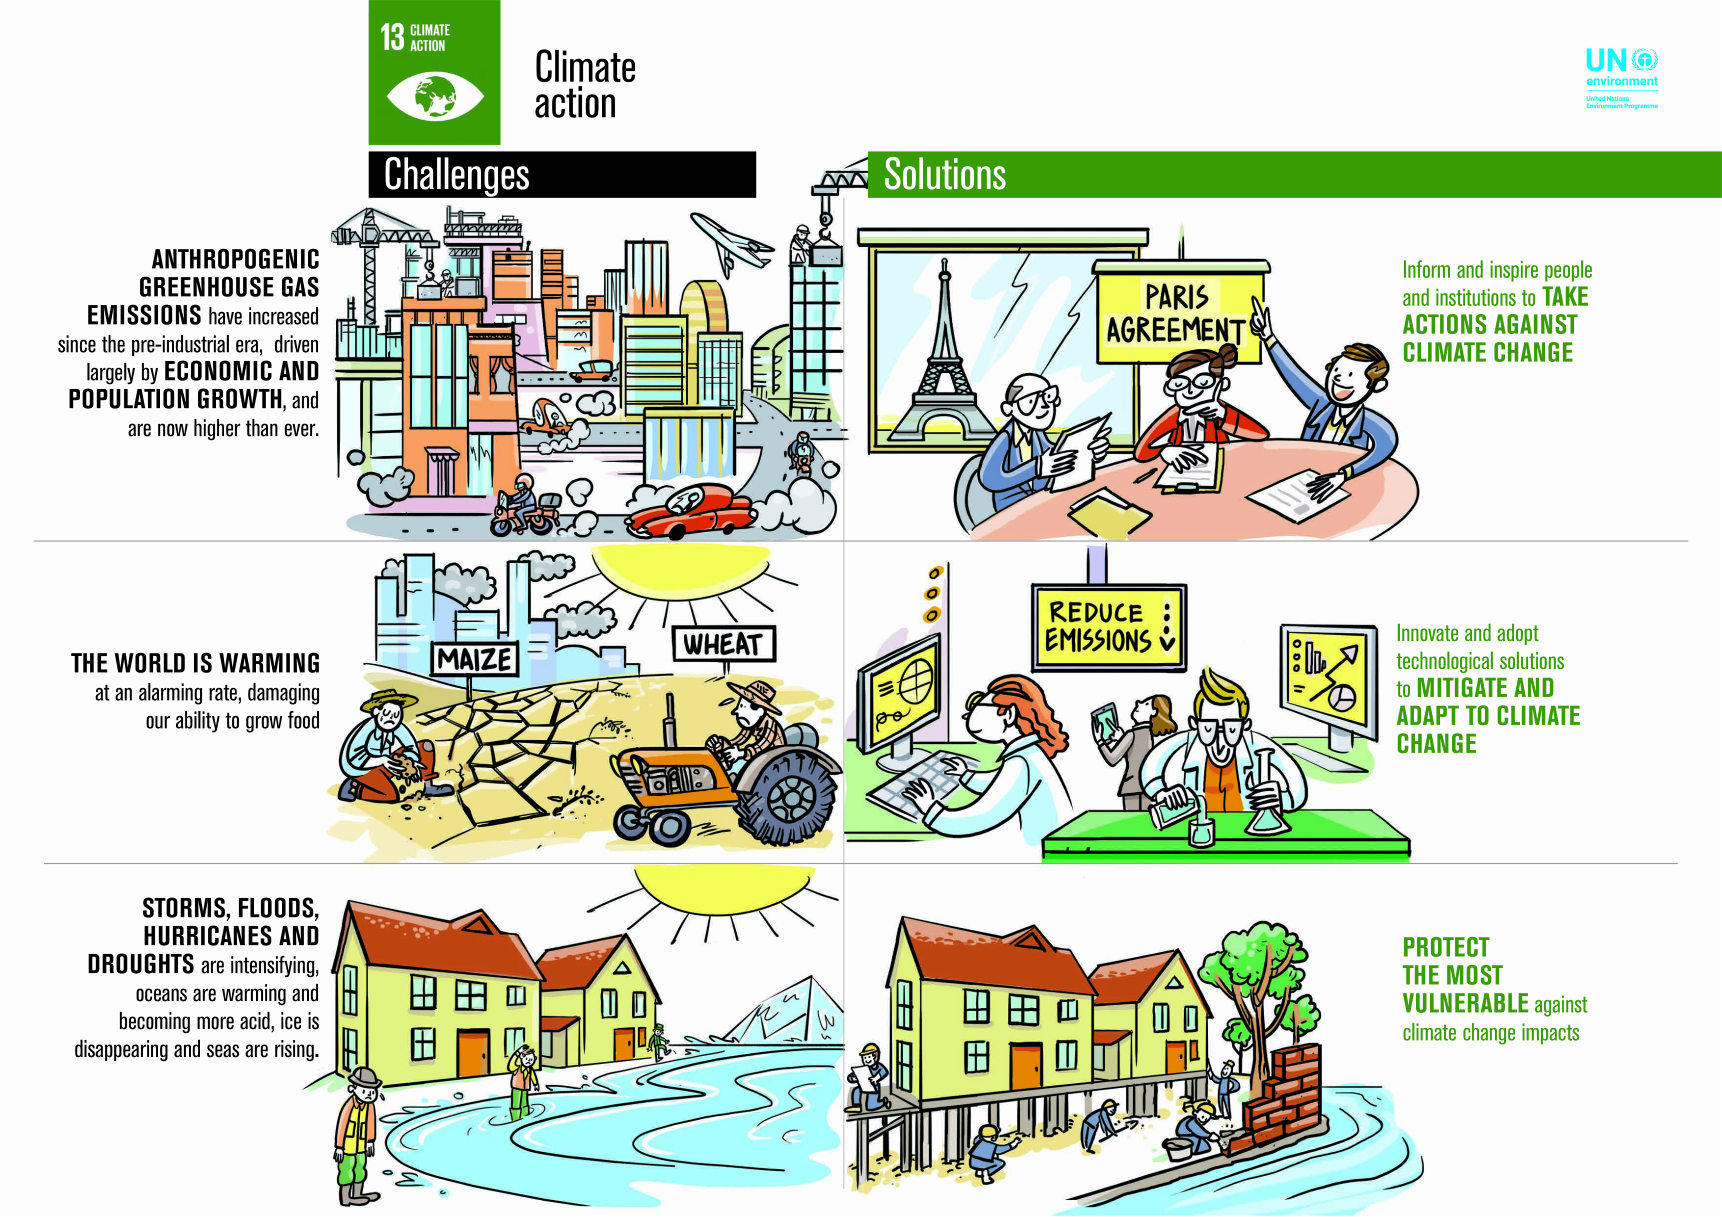 13 CLIMATE
ACTION
Climate
action
UN
environment
United Nations
Environment Programme
Challenges
Solutions
ANTHROPOGENIC
GREENHOUSE GAS
EMISSIONS have increased
since the pre-industrial era, driven
largely by ECONOMIC AND
POPULATION GROWTH, and
are now higher than ever.
PARIS
AGREEMENT
Inform and inspire people
and institutions to TAKE
ACTIONS AGAINST
CLIMATE CHANGE
THE WORLD IS WARMING
at an alarming rate, damaging
our ability to grow food
MAIZE
WHEAT
REDUCE
EMISSIONS
Innovate and adopt
technological solutions
to MITIGATE AND
ADAPT TO CLIMATE
CHANGE
STORMS, FLOODS,
HURRICANES AND
DROUGHTS are intensifying,
oceans are warming and
becoming more acid, ice is
disappearing and seas are rising.
PROTECT
THE MOST
VULNERABLE against
climate change impacts